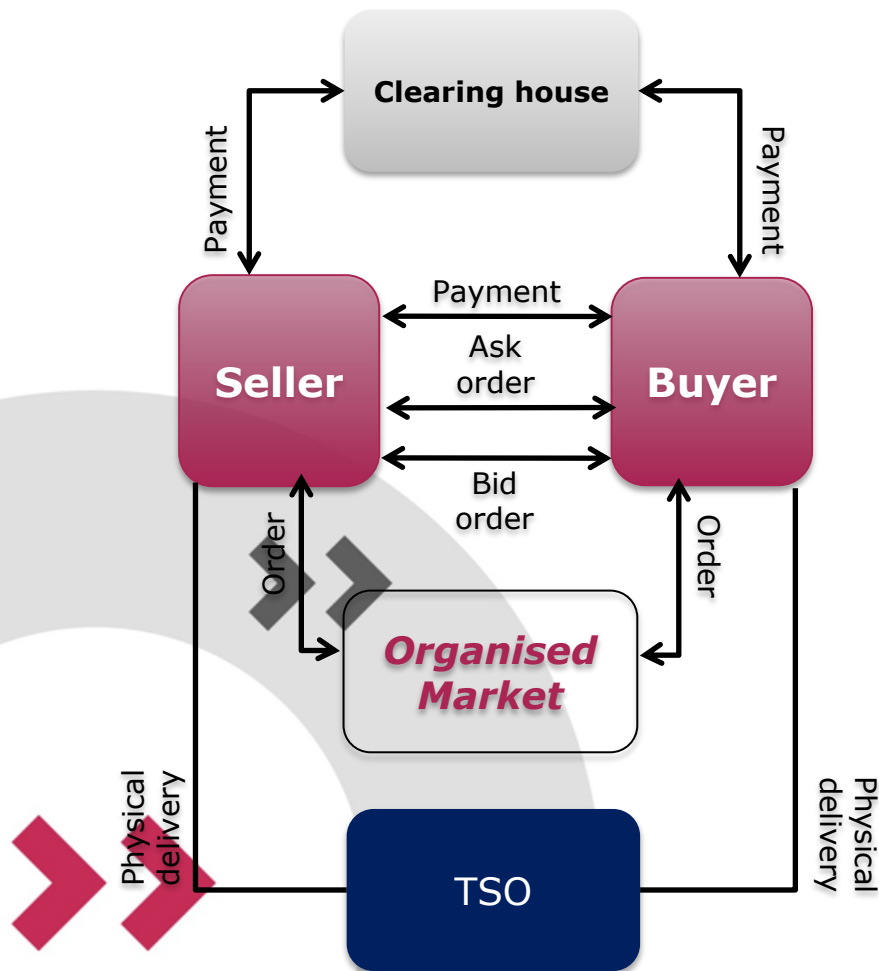 Clearing house
Payment
Payment
Payment
Seller
Buyer
Ask
order
Bid
order
Order
Order
Organised
Market
Physical
delivery
Physical
delivery
TSO